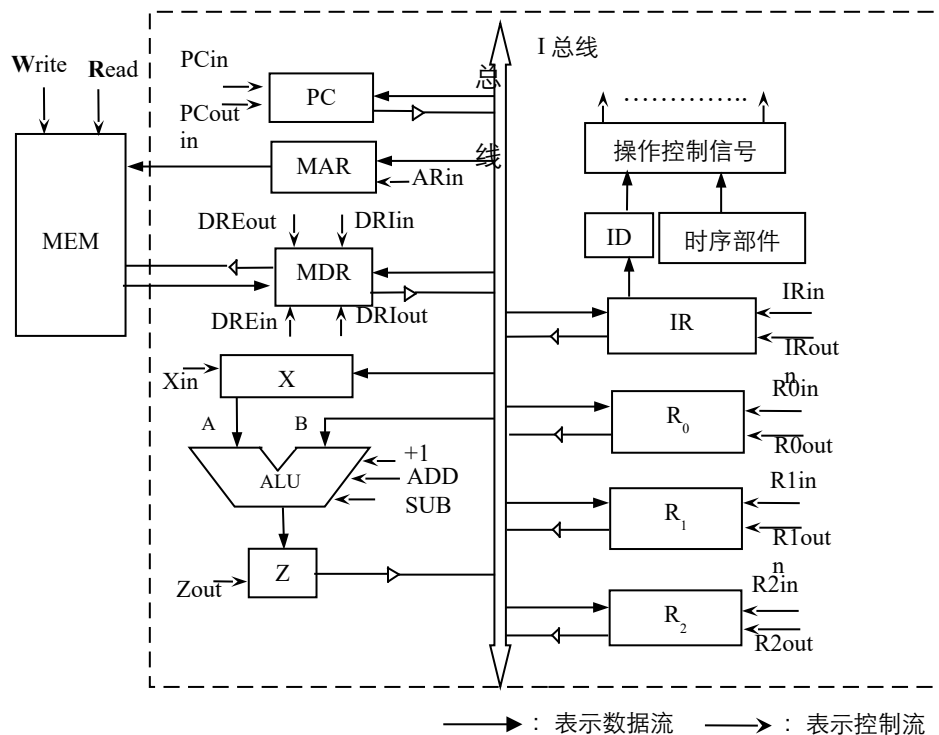 I 总线
总
线
Write
Read
MEM
PCin
PCout
in
PC
MAR
ARin
DREout
DRIin
MDR
DREin
DRIout
Xin
X
A
B
ALU
+1
ADD
SUB
Zout
Z
··············
操作控制信号
ID
时序部件
IR
IRin
IRout
n
R0in
R0
R0out
R1in
R1
R1out
n
R2in
R2
R2out
：表示数据流
：表示控制流